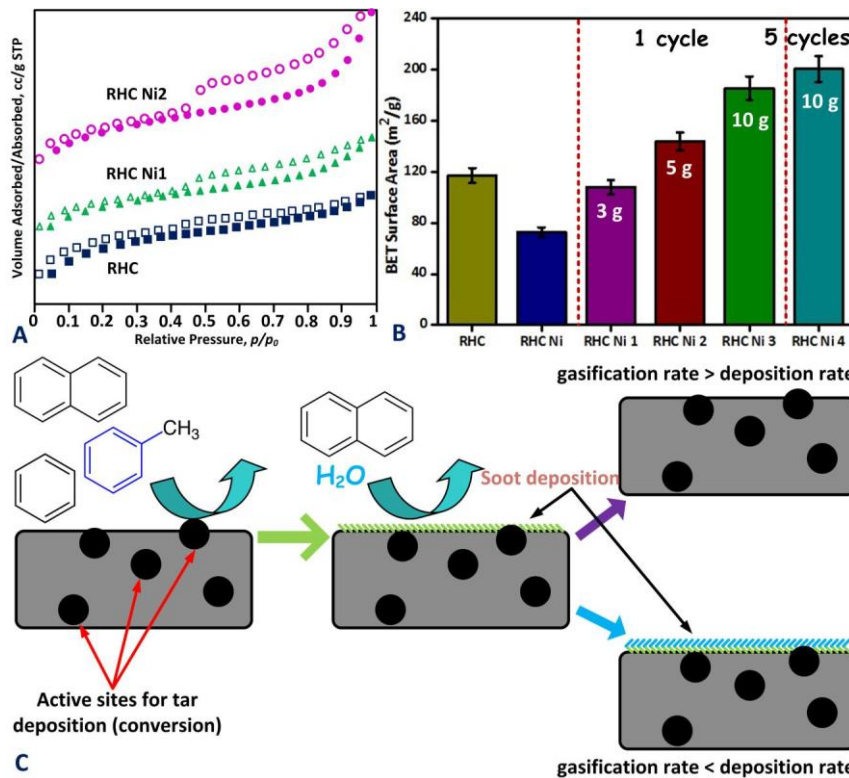 Volume Adsorbed/Absorbed, cc/g STP
RHC Ni2
RHC Ni1
RHC
0 0.1 0.2 0.3 0.4 0.5 0.6 0.7 0.8 0.9 1
Relative Pressure, p/p0
A
BET Surface Area (m²/g)
240
200
160
120
80
40
0
1 cycle 5 cycles
3 g
5 g
10 g
10 g
RHC RHC Ni RHC Ni 1 RHC Ni 2 RHC Ni 3 RHC Ni 4
B
gasification rate > deposition rate
CH3
H2O
Soot deposition
Active sites for tar
deposition (conversion)
C
gasification rate < deposition rate